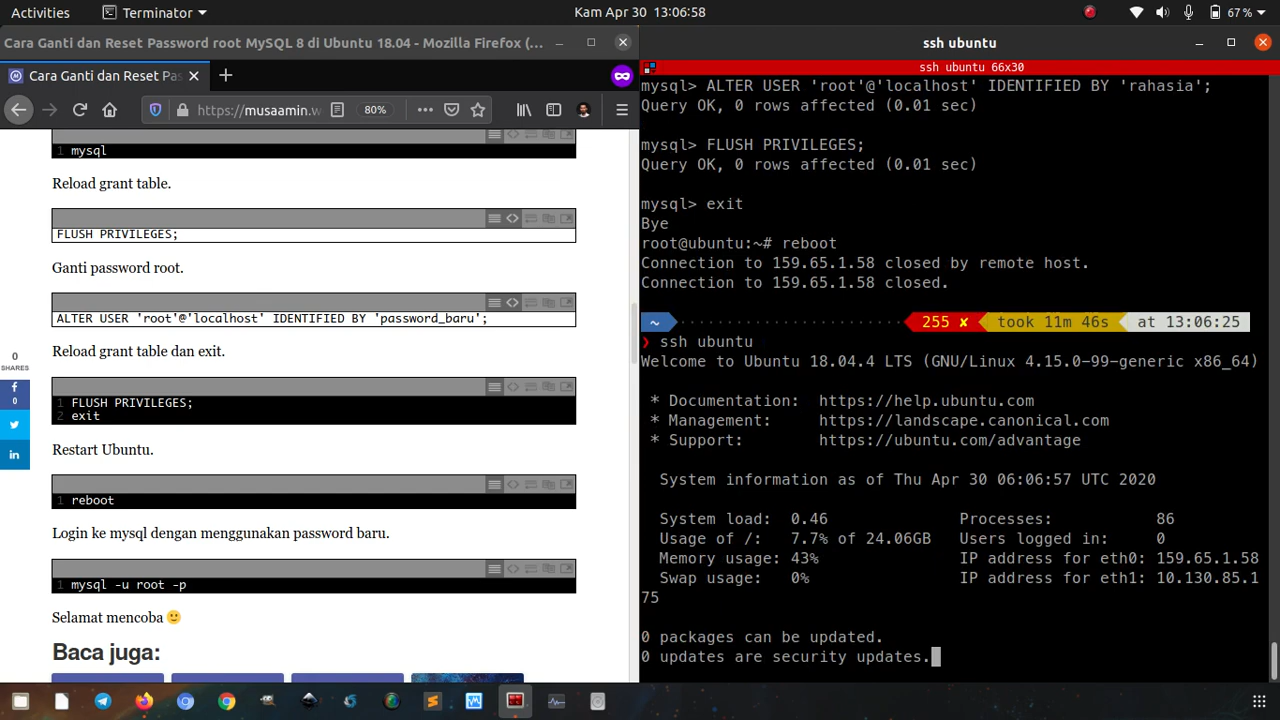 Activities
Terminator
Kam Apr 30 13:06:58
67 %
Cara Ganti dan Reset Password root MySQL 8 di Ubuntu 18.04 - Mozilla Firefox (...
Cara Ganti dan Reset Pas
https://musaamin.w
80%
1 mysql
Reload grant table.
FLUSH PRIVILEGES;
Ganti password root.
ALTER USER 'root'@'localhost' IDENTIFIED BY 'password_baru';
Reload grant table dan exit.
1 FLUSH PRIVILEGES;
2 exit
Restart Ubuntu.
1 reboot
Login ke mysql dengan menggunakan password baru.
1 mysql -u root -p
Selamat mencoba 🙂
Baca juga:
0
SHARES
f
0
in
ssh ubuntu
ssh ubuntu 66x30
mysql> ALTER USER 'root'@'localhost' IDENTIFIED BY 'rahasia';
Query OK, 0 rows affected (0.01 sec)
mysql> FLUSH PRIVILEGES;
Query OK, 0 rows affected (0.01 sec)
mysql> exit
Bye
root@ubuntu:~# reboot
Connection to 159.65.1.58 closed by remote host.
Connection to 159.65.1.58 closed.
~ 255 ✘ took 11m 46s at 13:06:25
❯ ssh ubuntu
Welcome to Ubuntu 18.04.4 LTS (GNU/Linux 4.15.0-99-generic x86_64)
* Documentation: https://help.ubuntu.com
* Management: https://landscape.canonical.com
* Support: https://ubuntu.com/advantage
System information as of Thu Apr 30 06:06:57 UTC 2020
System load: 0.46 Processes: 86
Usage of /: 7.7% of 24.06GB Users logged in: 0
Memory usage: 43% IP address for eth0: 159.65.1.58
Swap usage: 0% IP address for eth1: 10.130.85.1
75
0 packages can be updated.
0 updates are security updates.